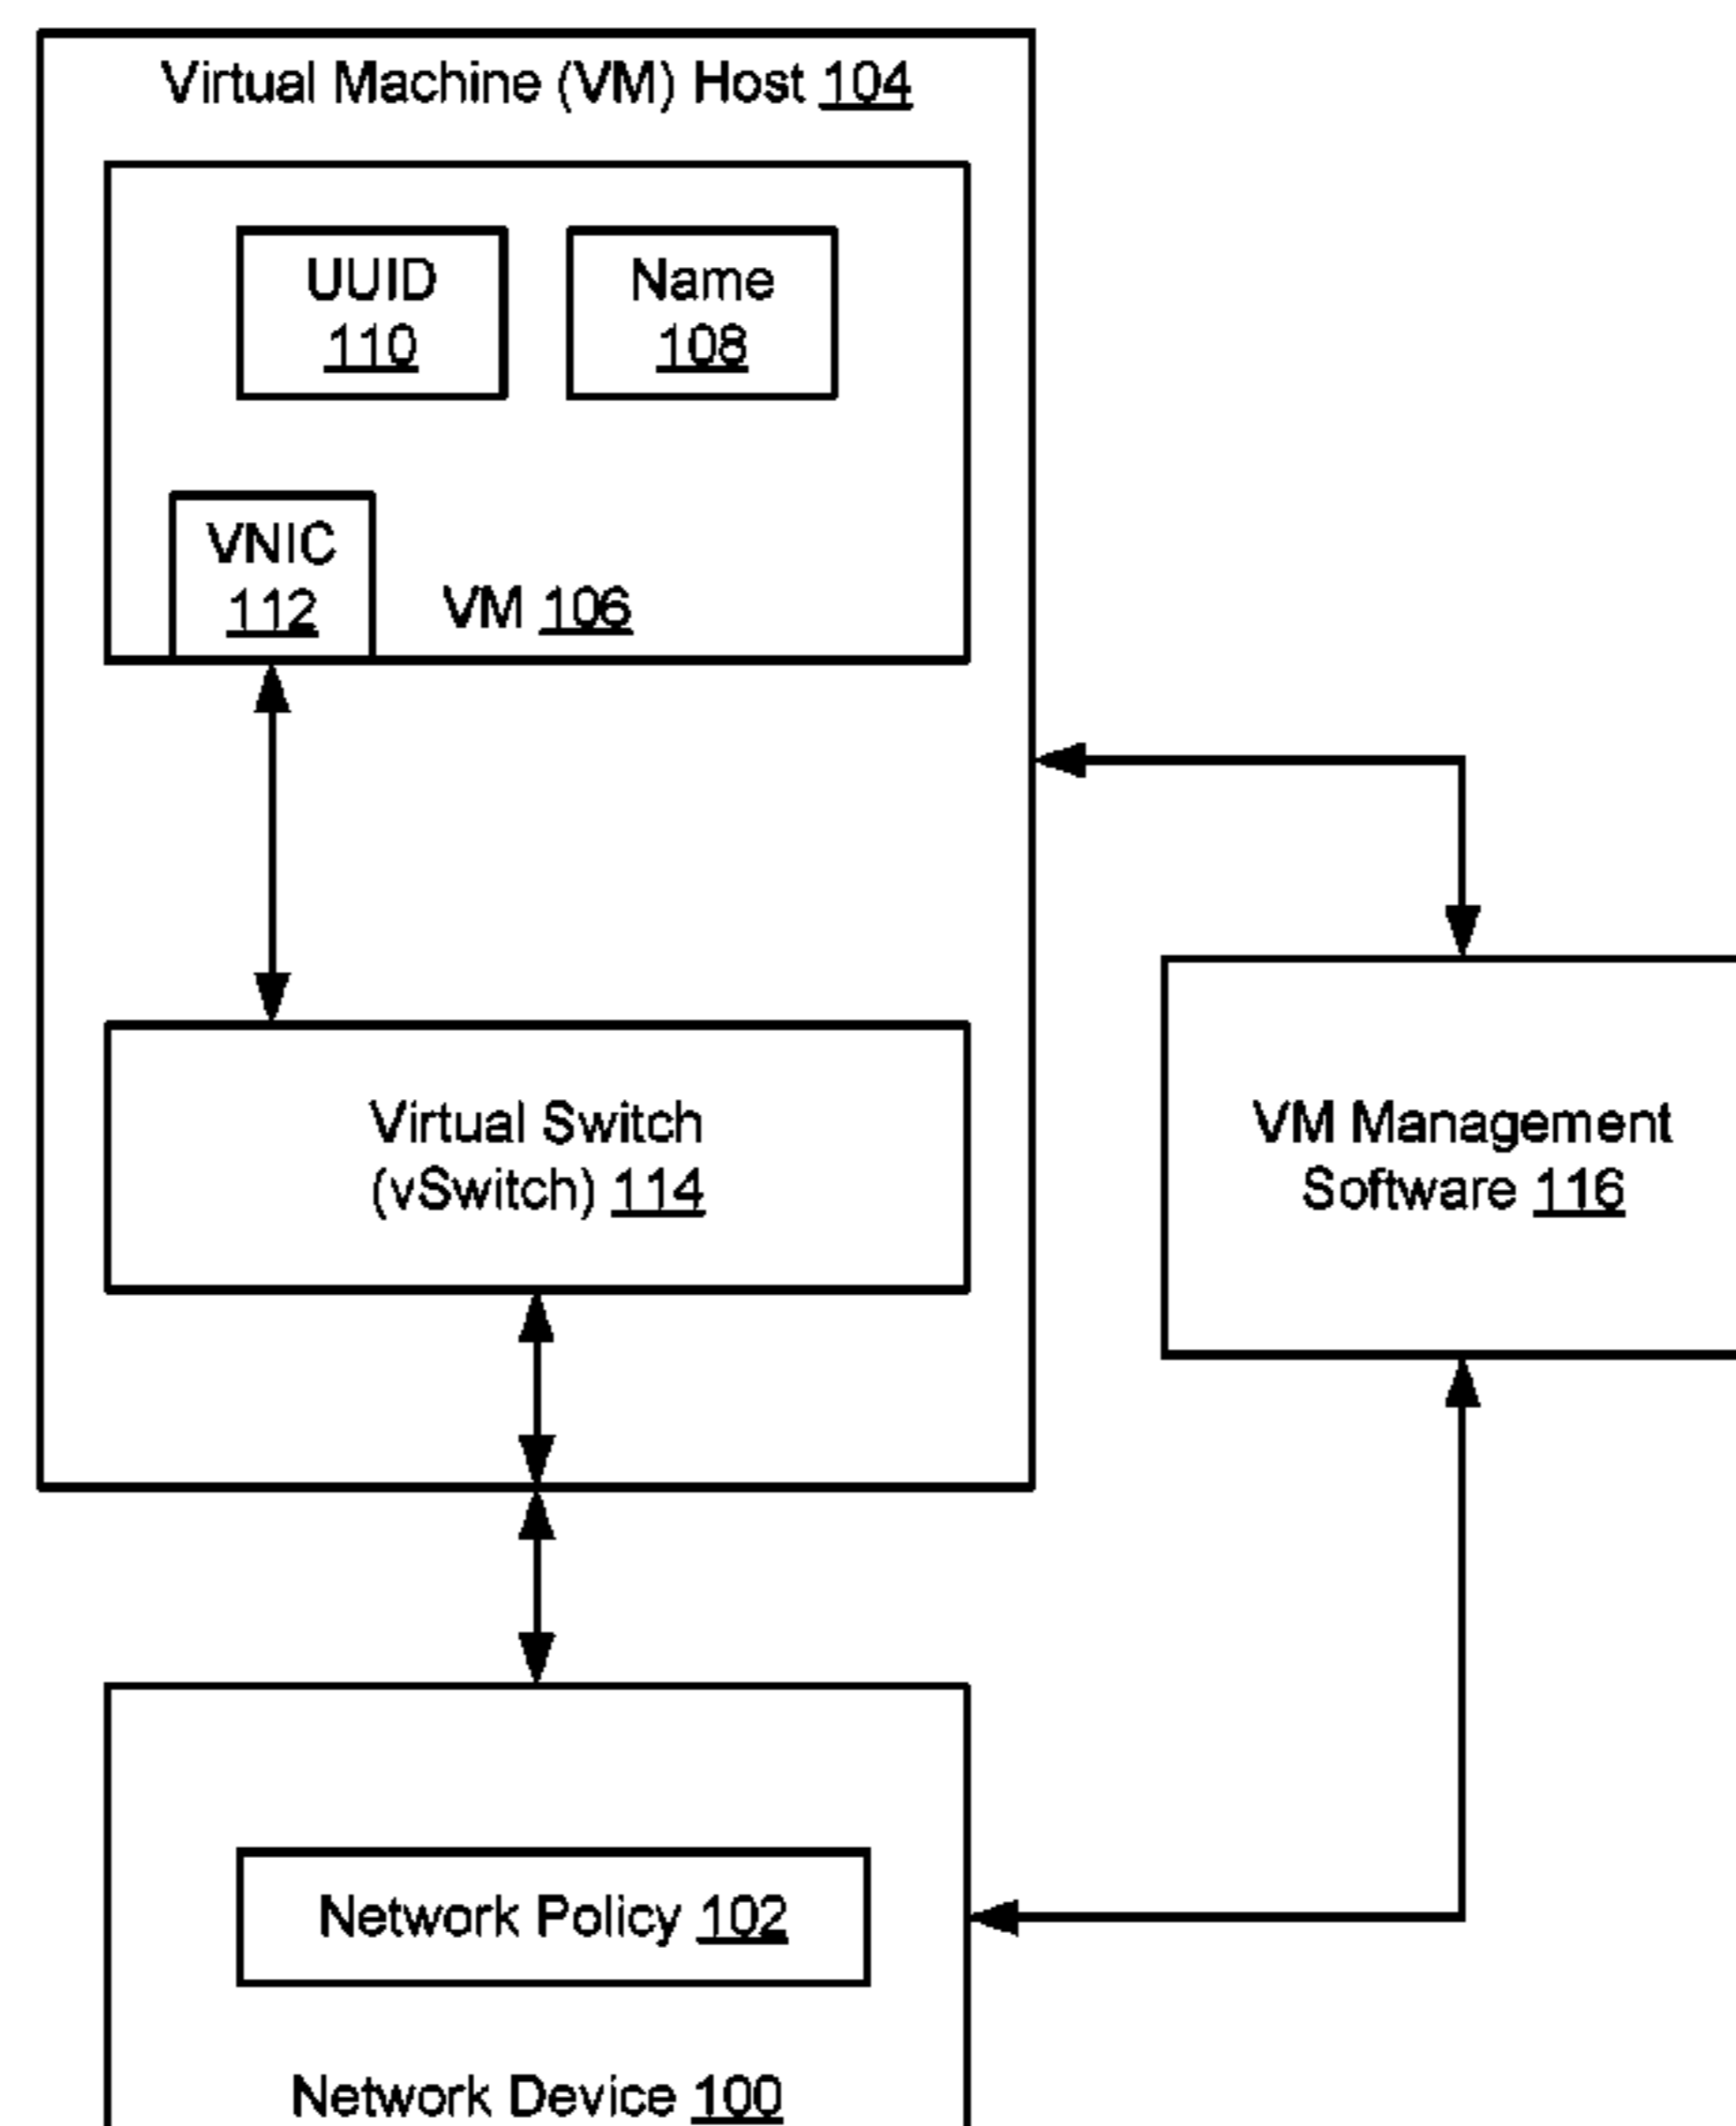 Virtual Machine (VM) Host 104
UUID
110
Name
108
VNIC
112
VM 106
Virtual Switch
(vSwitch) 114
VM Management
Software 116
Network Policy 102
Network Device 100